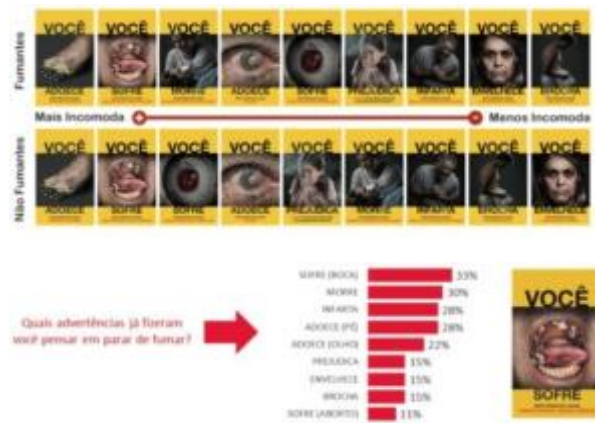 Fumantes
VOCÊ VOCÊ VOCÊ VOCÊ VOCÊ VOCÊ VOCÊ VOCÊ VOCÊ
ADOECE SOFRE MORRE ADOECE SOFRE PREJUDICA INFARTA ENVELHECE BROCHA
Mais Incomoda Menos Incomoda
Não Fumantes
VOCÊ VOCÊ VOCÊ VOCÊ VOCÊ VOCÊ VOCÊ VOCÊ VOCÊ
ADOECE SOFRE SOFRE ADOECE PREJUDICA MORRE INFARTA BROCHA ENVELHECE
Quais advertências já fizeram
você pensar em parar de fumar?
SOFRE (BOCA) 33%
MORRE 30%
INFARTA 28%
ADOECE (PÉ) 28%
ADOECE (OLHO) 22%
PREJUDICA 15%
ENVELHECE 15%
BROCHA 15%
SOFRE (ABORTO) 11%
VOCÊ
SOFRE